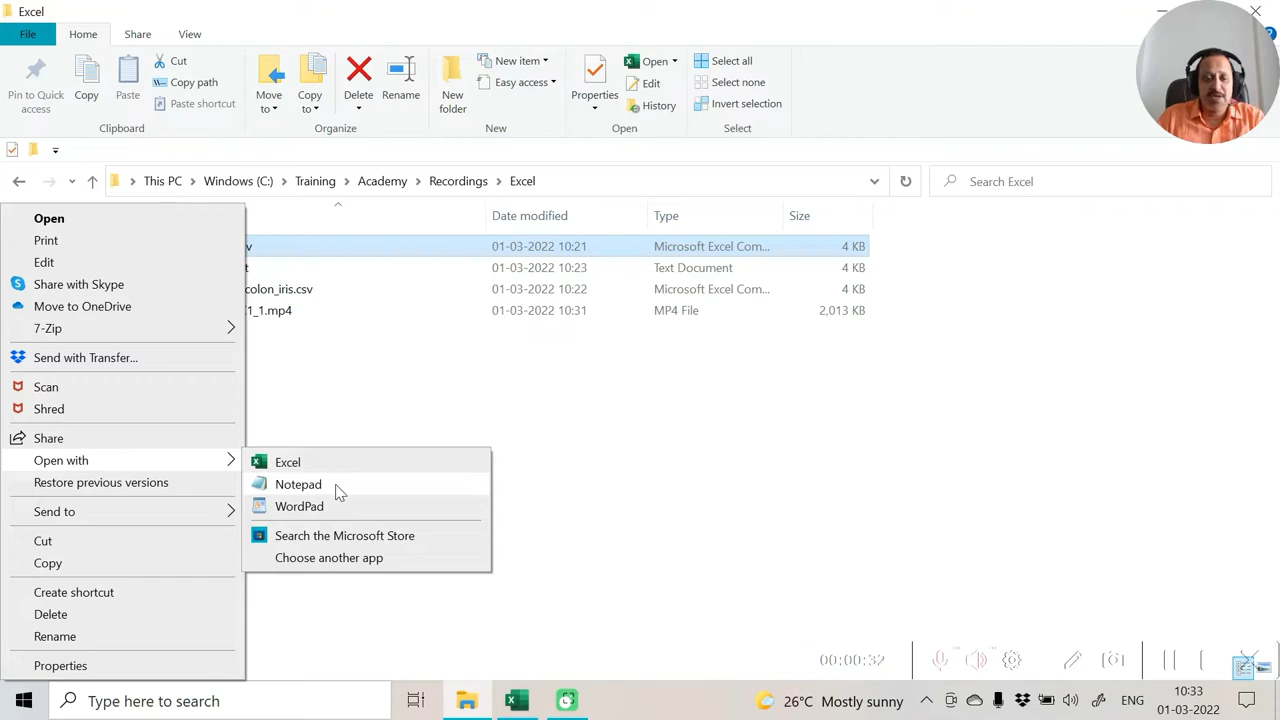 Excel
File
Home
Share
View
Pin to Quick
access
Copy
Paste
Cut
Copy path
Paste shortcut
Clipboard
Move
to
Copy
to
Delete
Rename
Organize
New
folder
New item
Easy access
New
Properties
Open
Edit
History
Open
Select all
Select none
Invert selection
Select
This PC
Windows (C:)
Training
Academy
Recordings
Excel
Search Excel
Date modified
Type
Size
v
01-03-2022 10:21
Microsoft Excel Com...
4 KB
t
01-03-2022 10:23
Text Document
4 KB
colon_iris.csv
01-03-2022 10:22
Microsoft Excel Com...
4 KB
1_1.mp4
01-03-2022 10:31
MP4 File
2,013 KB
Open
Print
Edit
Share with Skype
Move to OneDrive
7-Zip
Send with Transfer...
Scan
Shred
Share
Open with
Restore previous versions
Send to
Cut
Copy
Create shortcut
Delete
Rename
Properties
Excel
Notepad
WordPad
Search the Microsoft Store
Choose another app
00:00:32
Type here to search
26°C Mostly sunny
ENG
10:33
01-03-2022